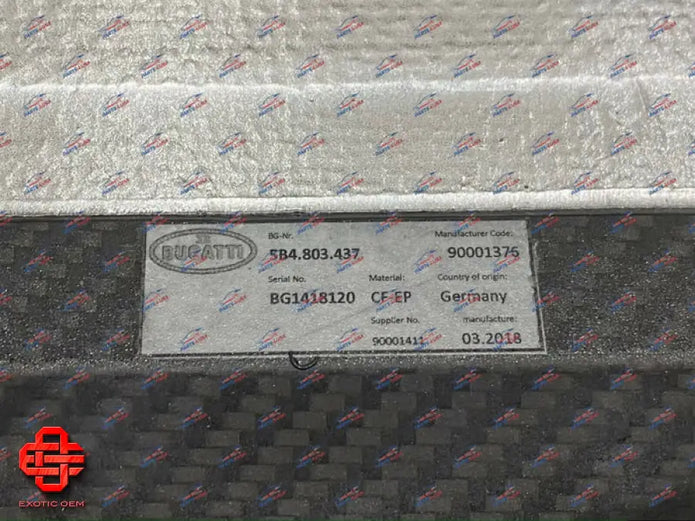 BUGATTI
BG-Nr.
5B4.803.437
Manufacturer Code:
90001376
Serial No.
BG1418120
Material:
CF-EP
Country of origin:
Germany
Supplier No.
90001411
manufacture:
03.2018
EXOTIC OEM